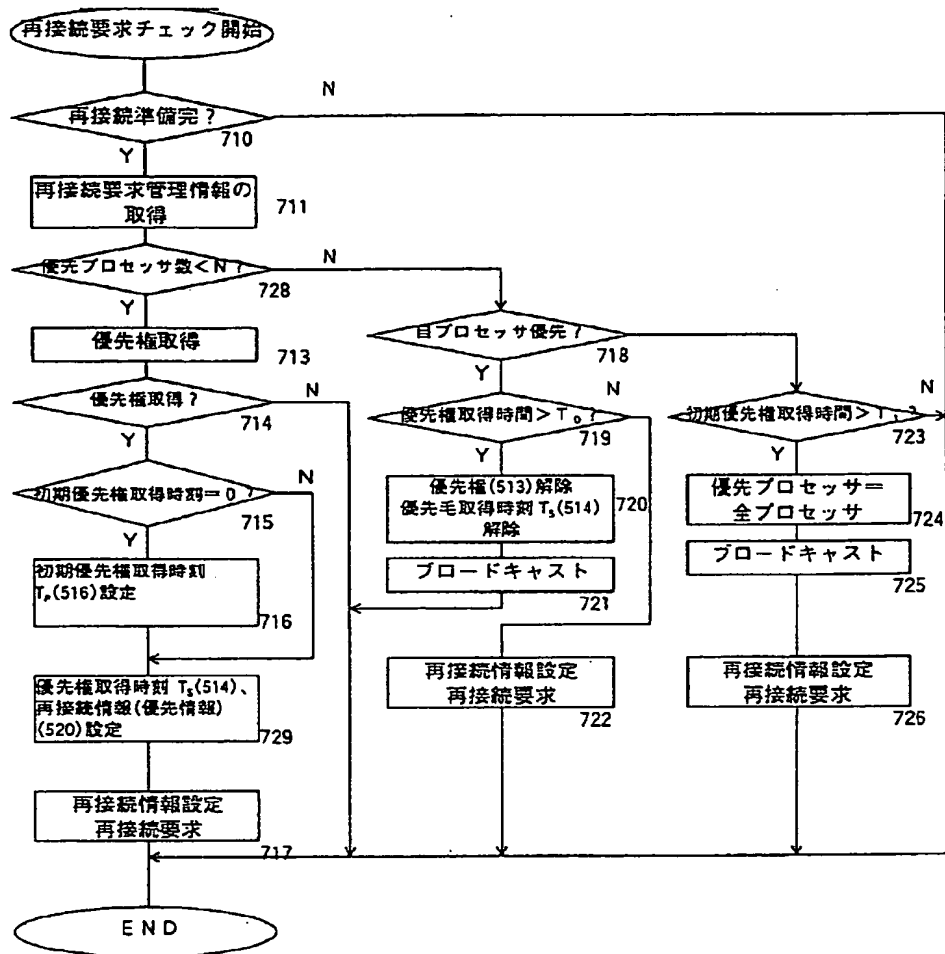 再接続要求チェック開始
N
再接続準備完?
710
Y
再接続要求管理情報の
取得
711
優先プロセッサ数<N?
N
728
Y
優先権取得
713
目プロセッサ優先?
718
Y
優先権取得?
N
714
Y
優先権取得時間>T₀?
N
719
Y
初期優先権取得時間>T₁?
N
723
Y
初期優先権取得時刻=0?
N
715
Y
優先権(513)解除
優先毛取得時刻 Tₛ(514)
解除
720
優先プロセッサ=
全プロセッサ
724
ブロードキャスト
721
ブロードキャスト
725
初期優先権取得時刻
Tₚ(516)設定
716
優先権取得時刻 Tₛ(514)、
再接続情報(優先情報)
(520)設定
729
再接続情報設定
再接続要求
722
再接続情報設定
再接続要求
726
再接続情報設定
再接続要求
717
END